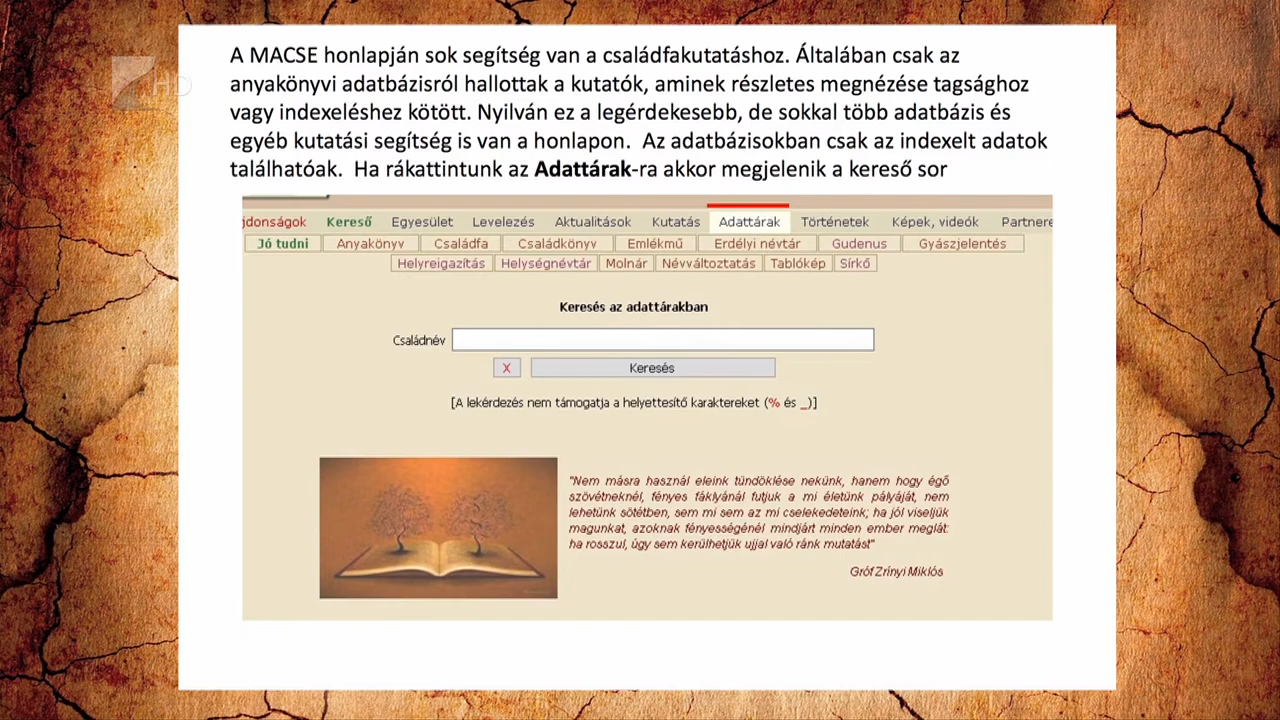 A MACSE honlapján sok segítség van a családfakutatáshoz. Általában csak az
anyakönyvi adatbázisról hallottak a kutatók, aminek részletes megnézése tagsághoz
vagy indexeléshez kötött. Nyilván ez a legérdekesebb, de sokkal több adatbázis és
egyéb kutatási segítség is van a honlapon.  Az adatbázisokban csak az indexelt adatok
találhatóak.  Ha rákattintunk az Adattárak-ra akkor megjelenik a kereső sor
HD
jdonságok Kereső Egyesület Levelezés Aktualitások Kutatás Adattárak Történetek Képek, videók Partnere
Jó tudni Anyakönyv Családfa Családkönyv Emlékmű Erdélyi névtár Gudenus Gyászjelentés
Helyreigazítás Helységnévtár Molnár Névváltoztatás Tablókép Sírkő
Keresés az adattárakban
Családnév
X Keresés
[A lekérdezés nem támogatja a helyettesítő karaktereket (% és _)]
"Nem másra használ eleink tündöklése nekünk, hanem hogy égő
szövétneknél, fényes fáklyánál futjuk a mi életünk pályáját, nem
lehetünk sötétben, sem mi sem az mi cselekedeteink; ha jól viseljük
magunkat, azoknak fényességénél mindjárt minden ember meglát:
ha rosszul, úgy sem kerülhetjük ujjal való ránk mutatást"
Gróf Zrínyi Miklós